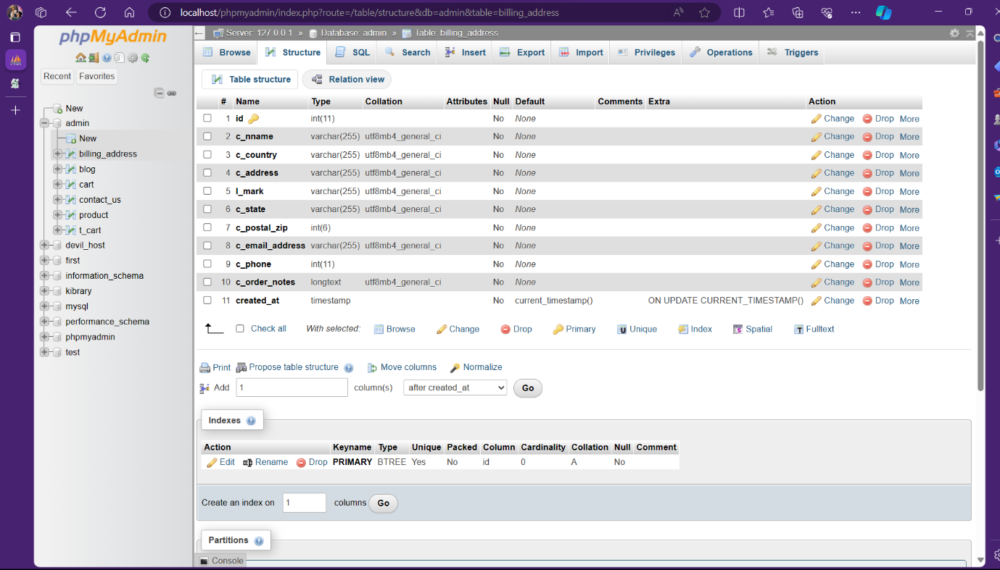 localhost/phpmyadmin/index.php?route=/table/structure&db=admin&table=billing_address
phpMyAdmin
Recent Favorites
New
admin
New
billing_address
blog
cart
contact_us
product
t_cart
devil_host
first
information_schema
kibrary
mysql
performance_schema
phpmyadmin
test
Server: 127.0.0.1 » Database: admin » Table: billing_address
Browse Structure SQL Search Insert Export Import Privileges Operations Triggers
Table structure Relation view
# Name Type Collation Attributes Null Default Comments Extra Action
1 id int(11) No None Change Drop More
2 c_nname varchar(255) utf8mb4_general_ci No None Change Drop More
3 c_country varchar(255) utf8mb4_general_ci No None Change Drop More
4 c_address varchar(255) utf8mb4_general_ci No None Change Drop More
5 l_mark varchar(255) utf8mb4_general_ci No None Change Drop More
6 c_state varchar(255) utf8mb4_general_ci No None Change Drop More
7 c_postal_zip int(6) No None Change Drop More
8 c_email_address varchar(255) utf8mb4_general_ci No None Change Drop More
9 c_phone int(11) No None Change Drop More
10 c_order_notes longtext utf8mb4_general_ci No None Change Drop More
11 created_at timestamp No current_timestamp() ON UPDATE CURRENT_TIMESTAMP() Change Drop More
Check all With selected: Browse Change Drop Primary Unique Index Spatial Fulltext
Print Propose table structure Move columns Normalize
Add 1 column(s) after created_at Go
Indexes
Action Keyname Type Unique Packed Column Cardinality Collation Null Comment
Edit Rename Drop PRIMARY BTREE Yes No id 0 A No
Create an index on 1 columns Go
Partitions
Console